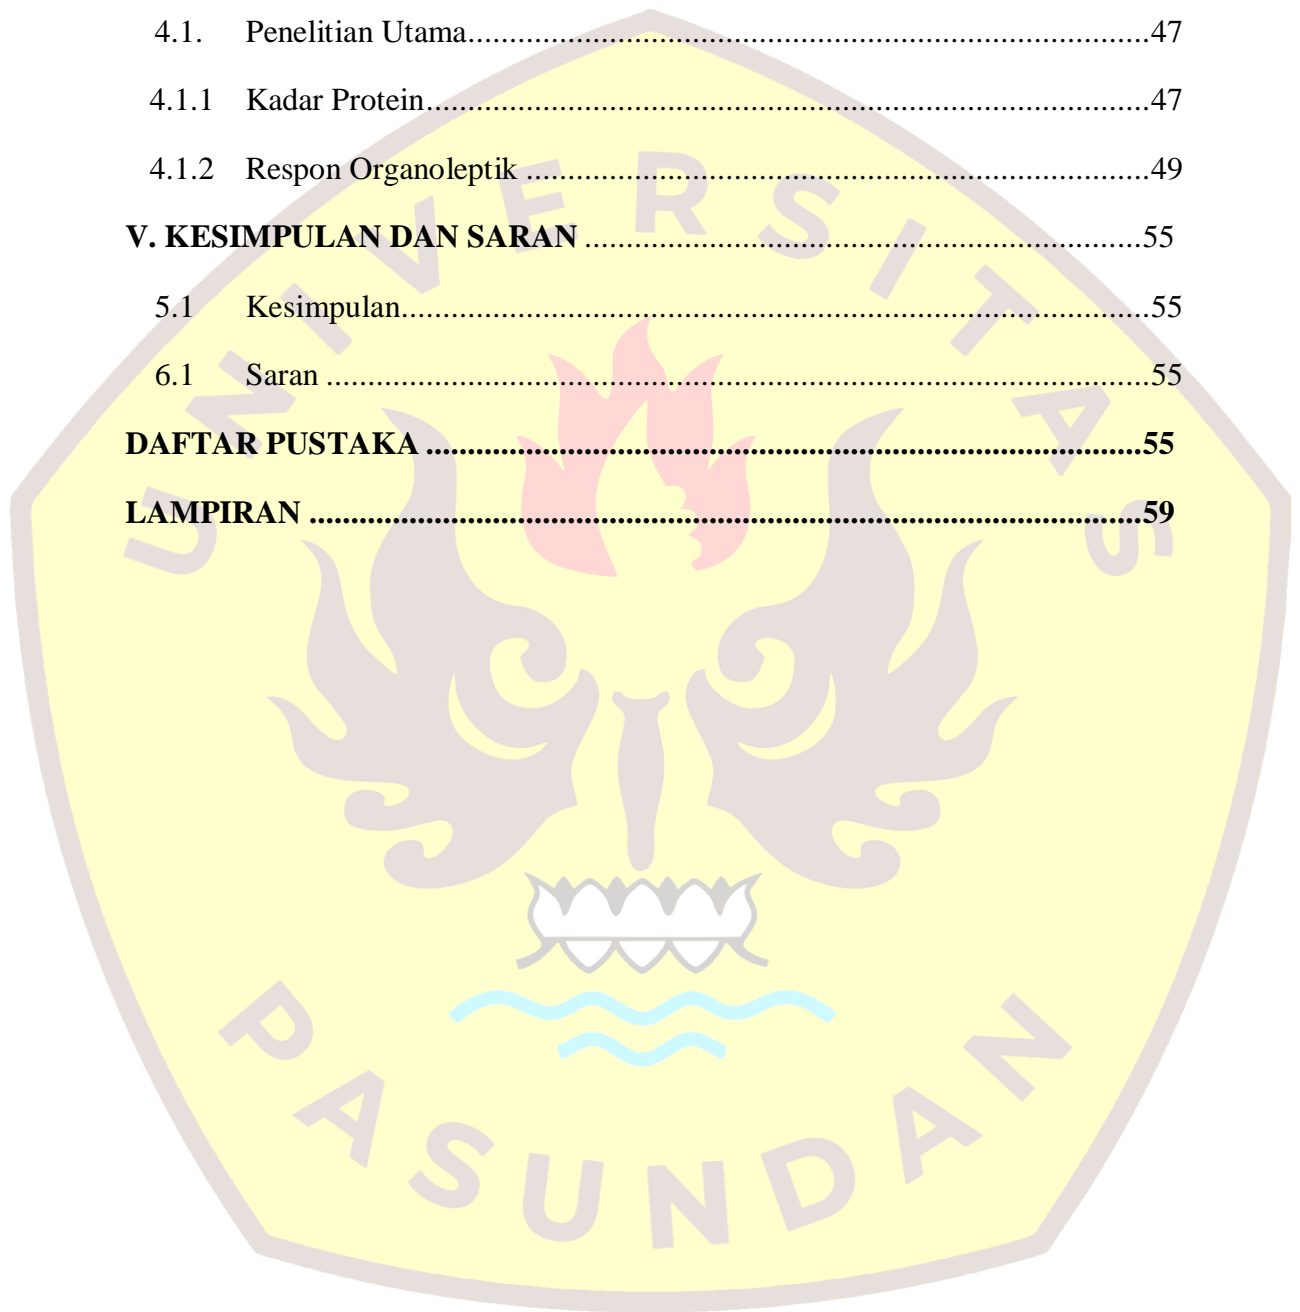 4.1. Penelitian Utama....................................................................................47
4.1.1 Kadar Protein.........................................................................................47
4.1.2 Respon Organoleptik .............................................................................49
V. KESIMPULAN DAN SARAN .....................................................................55
5.1 Kesimpulan............................................................................................55
6.1 Saran .....................................................................................................55
DAFTAR PUSTAKA ........................................................................................55
LAMPIRAN ......................................................................................................59
UNIVERSITAS
PASUNDAN